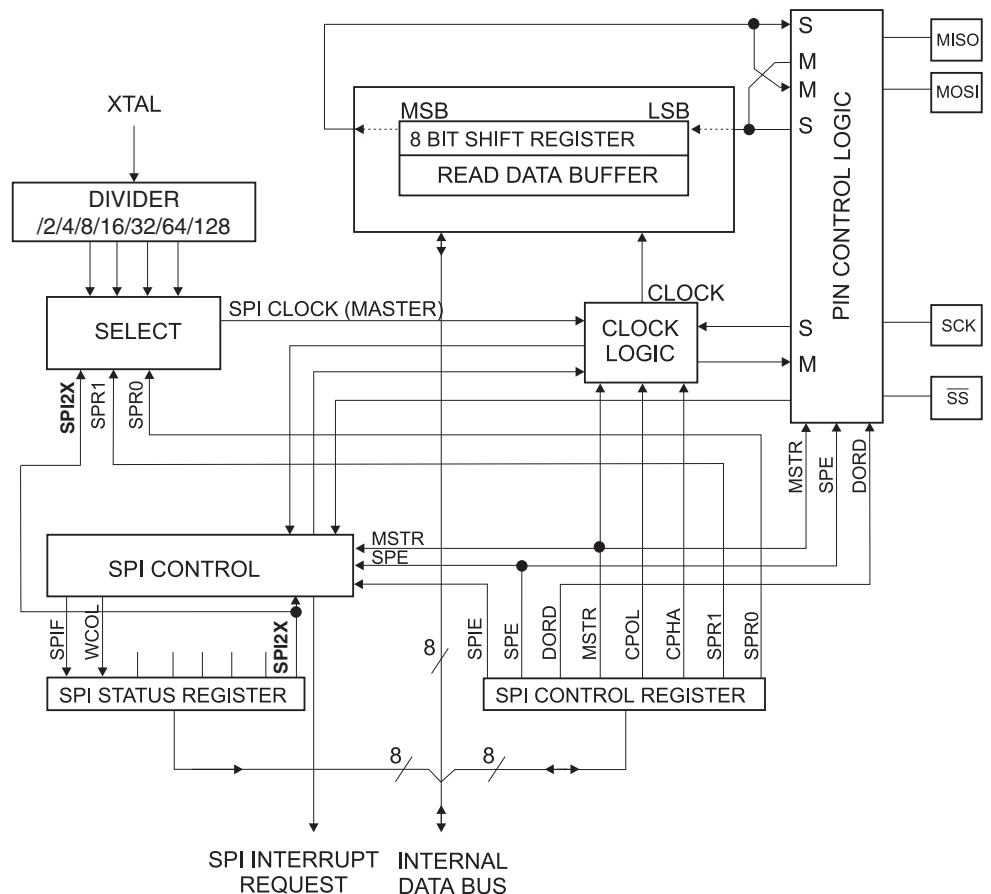 S
MISO
M
XTAL
MSB
LSB
M
MOSI
8 BIT SHIFT REGISTER
S
READ DATA BUFFER
DIVIDER
/2/4/8/16/32/64/128
PIN CONTROL LOGIC
SPI CLOCK (MASTER)
CLOCK
SELECT
CLOCK
LOGIC
S
SCK
M
SPI2X
SPR1
SPR0
SS
MSTR
SPE
DORD
MSTR
SPE
SPI CONTROL
SPIF
WCOL
SPI2X
SPIE
SPE
DORD
MSTR
CPOL
CPHA
SPR1
SPR0
8
SPI STATUS REGISTER
SPI CONTROL REGISTER
8
8
SPI INTERRUPT
REQUEST
INTERNAL
DATA BUS